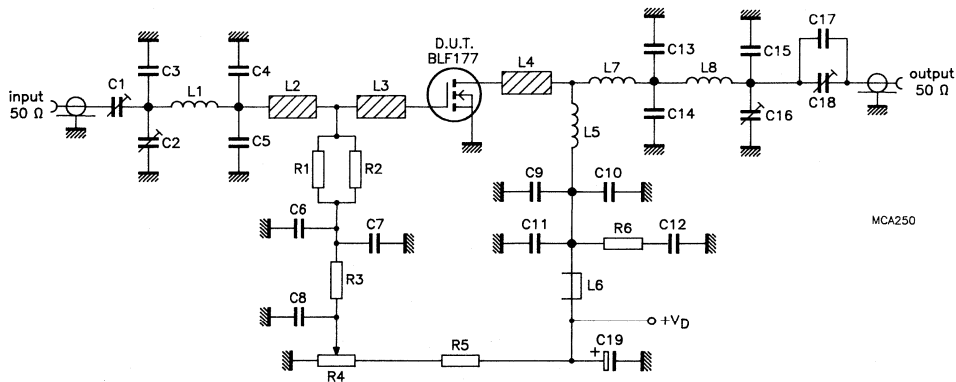 D.U.T.
BLF177
input
50 Ω
output
50 Ω
C1
C2
C3
L1
C4
C5
L2
L3
R1
R2
C6
C7
R3
C8
R4
R5
L4
L5
L7
C13
C14
L8
C15
C16
C17
C18
C9
C10
C11
R6
C12
L6
+VD
+
C19
MCA250